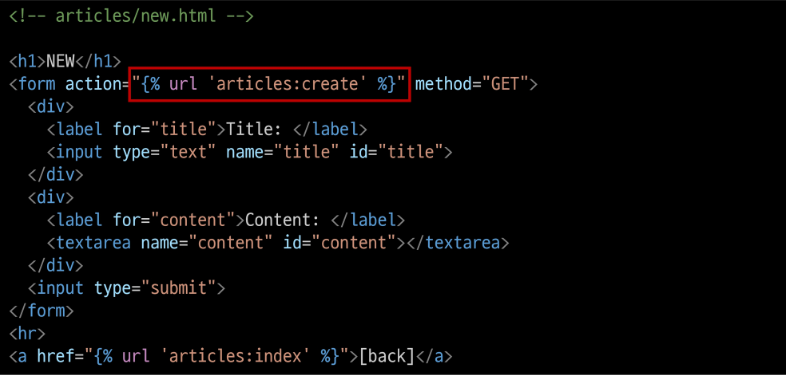 <!-- articles/new.html -->
<h1>NEW</h1>
<form action="{% url 'articles:create' %}" method="GET">
<div>
<label for="title">Title: </label>
<input type="text" name="title" id="title">
</div>
<div>
<label for="content">Content: </label>
<textarea name="content" id="content"></textarea>
</div>
<input type="submit">
</form>
<hr>
<a href="{% url 'articles:index' %}">[back]</a>